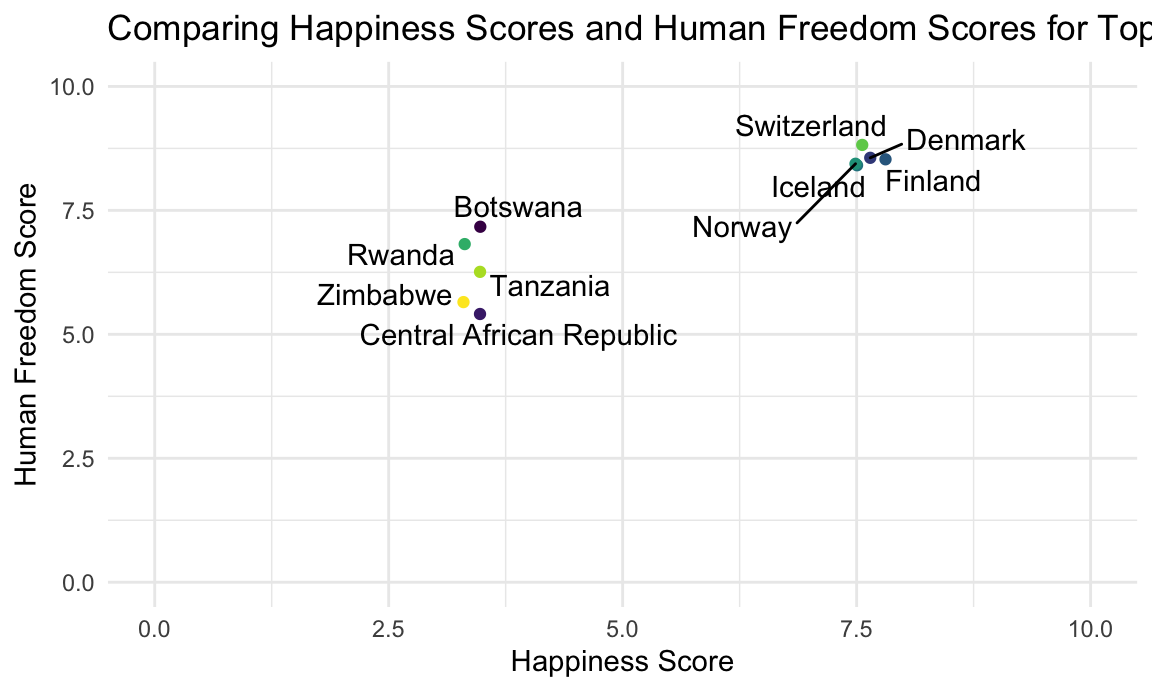 Comparing Happiness Scores and Human Freedom Scores for Top
10.0
Switzerland
Denmark
Iceland
Finland
7.5
Botswana
Norway
Rwanda
Tanzania
Zimbabwe
5.0
Central African Republic
2.5
0.0
Human Freedom Score
0.0 2.5 5.0 7.5 10.0
Happiness Score